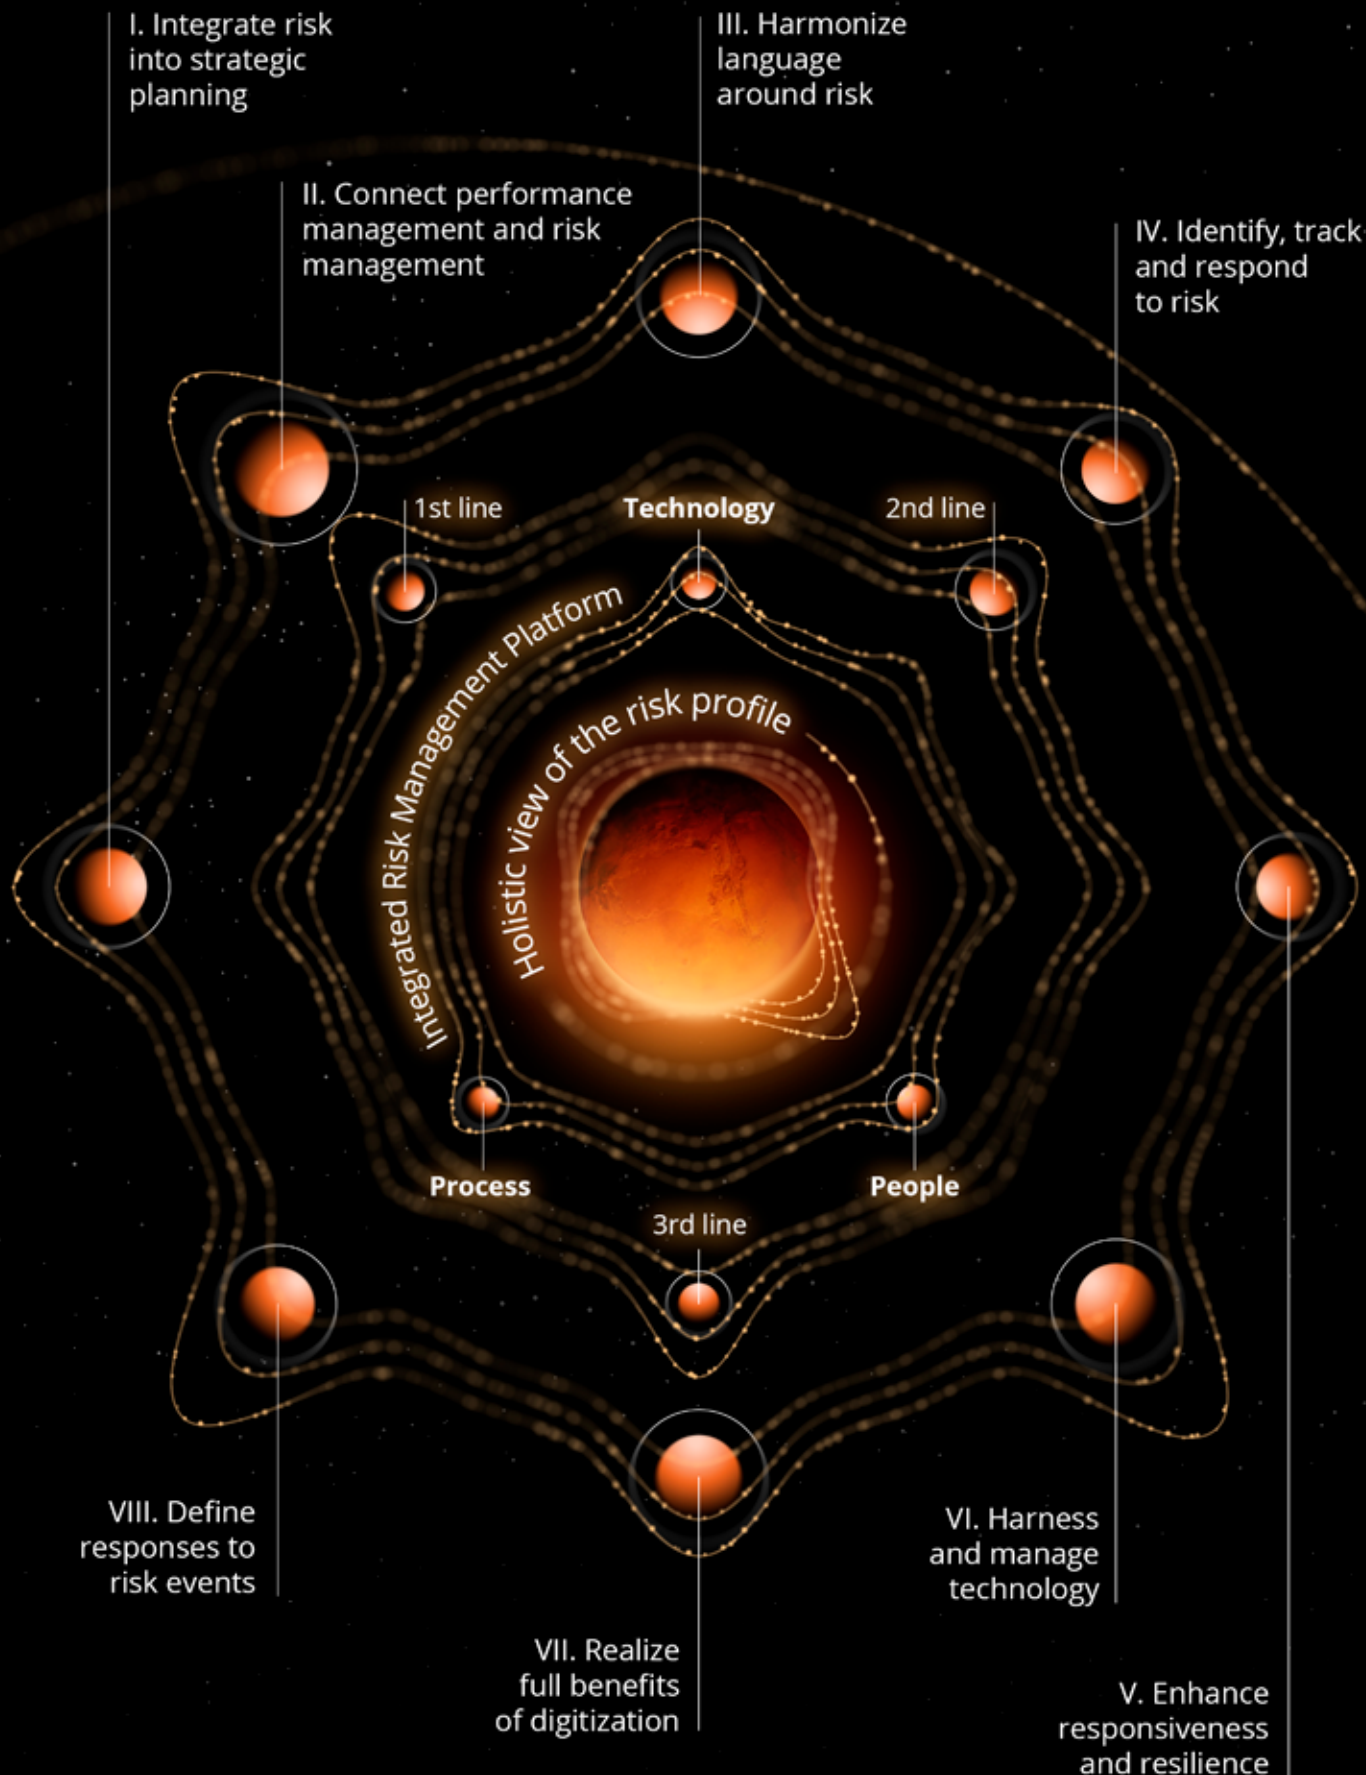 I. Integrate risk
into strategic
planning
III. Harmonize
language
around risk
II. Connect performance
management and risk
management
IV. Identify, track
and respond
to risk
1st line
Technology
2nd line
Integrated Risk Management Platform
Holistic view of the risk profile
Process
People
3rd line
VIII. Define
responses to
risk events
VI. Harness
and manage
technology
VII. Realize
full benefits
of digitization
V. Enhance
responsiveness
and resilience